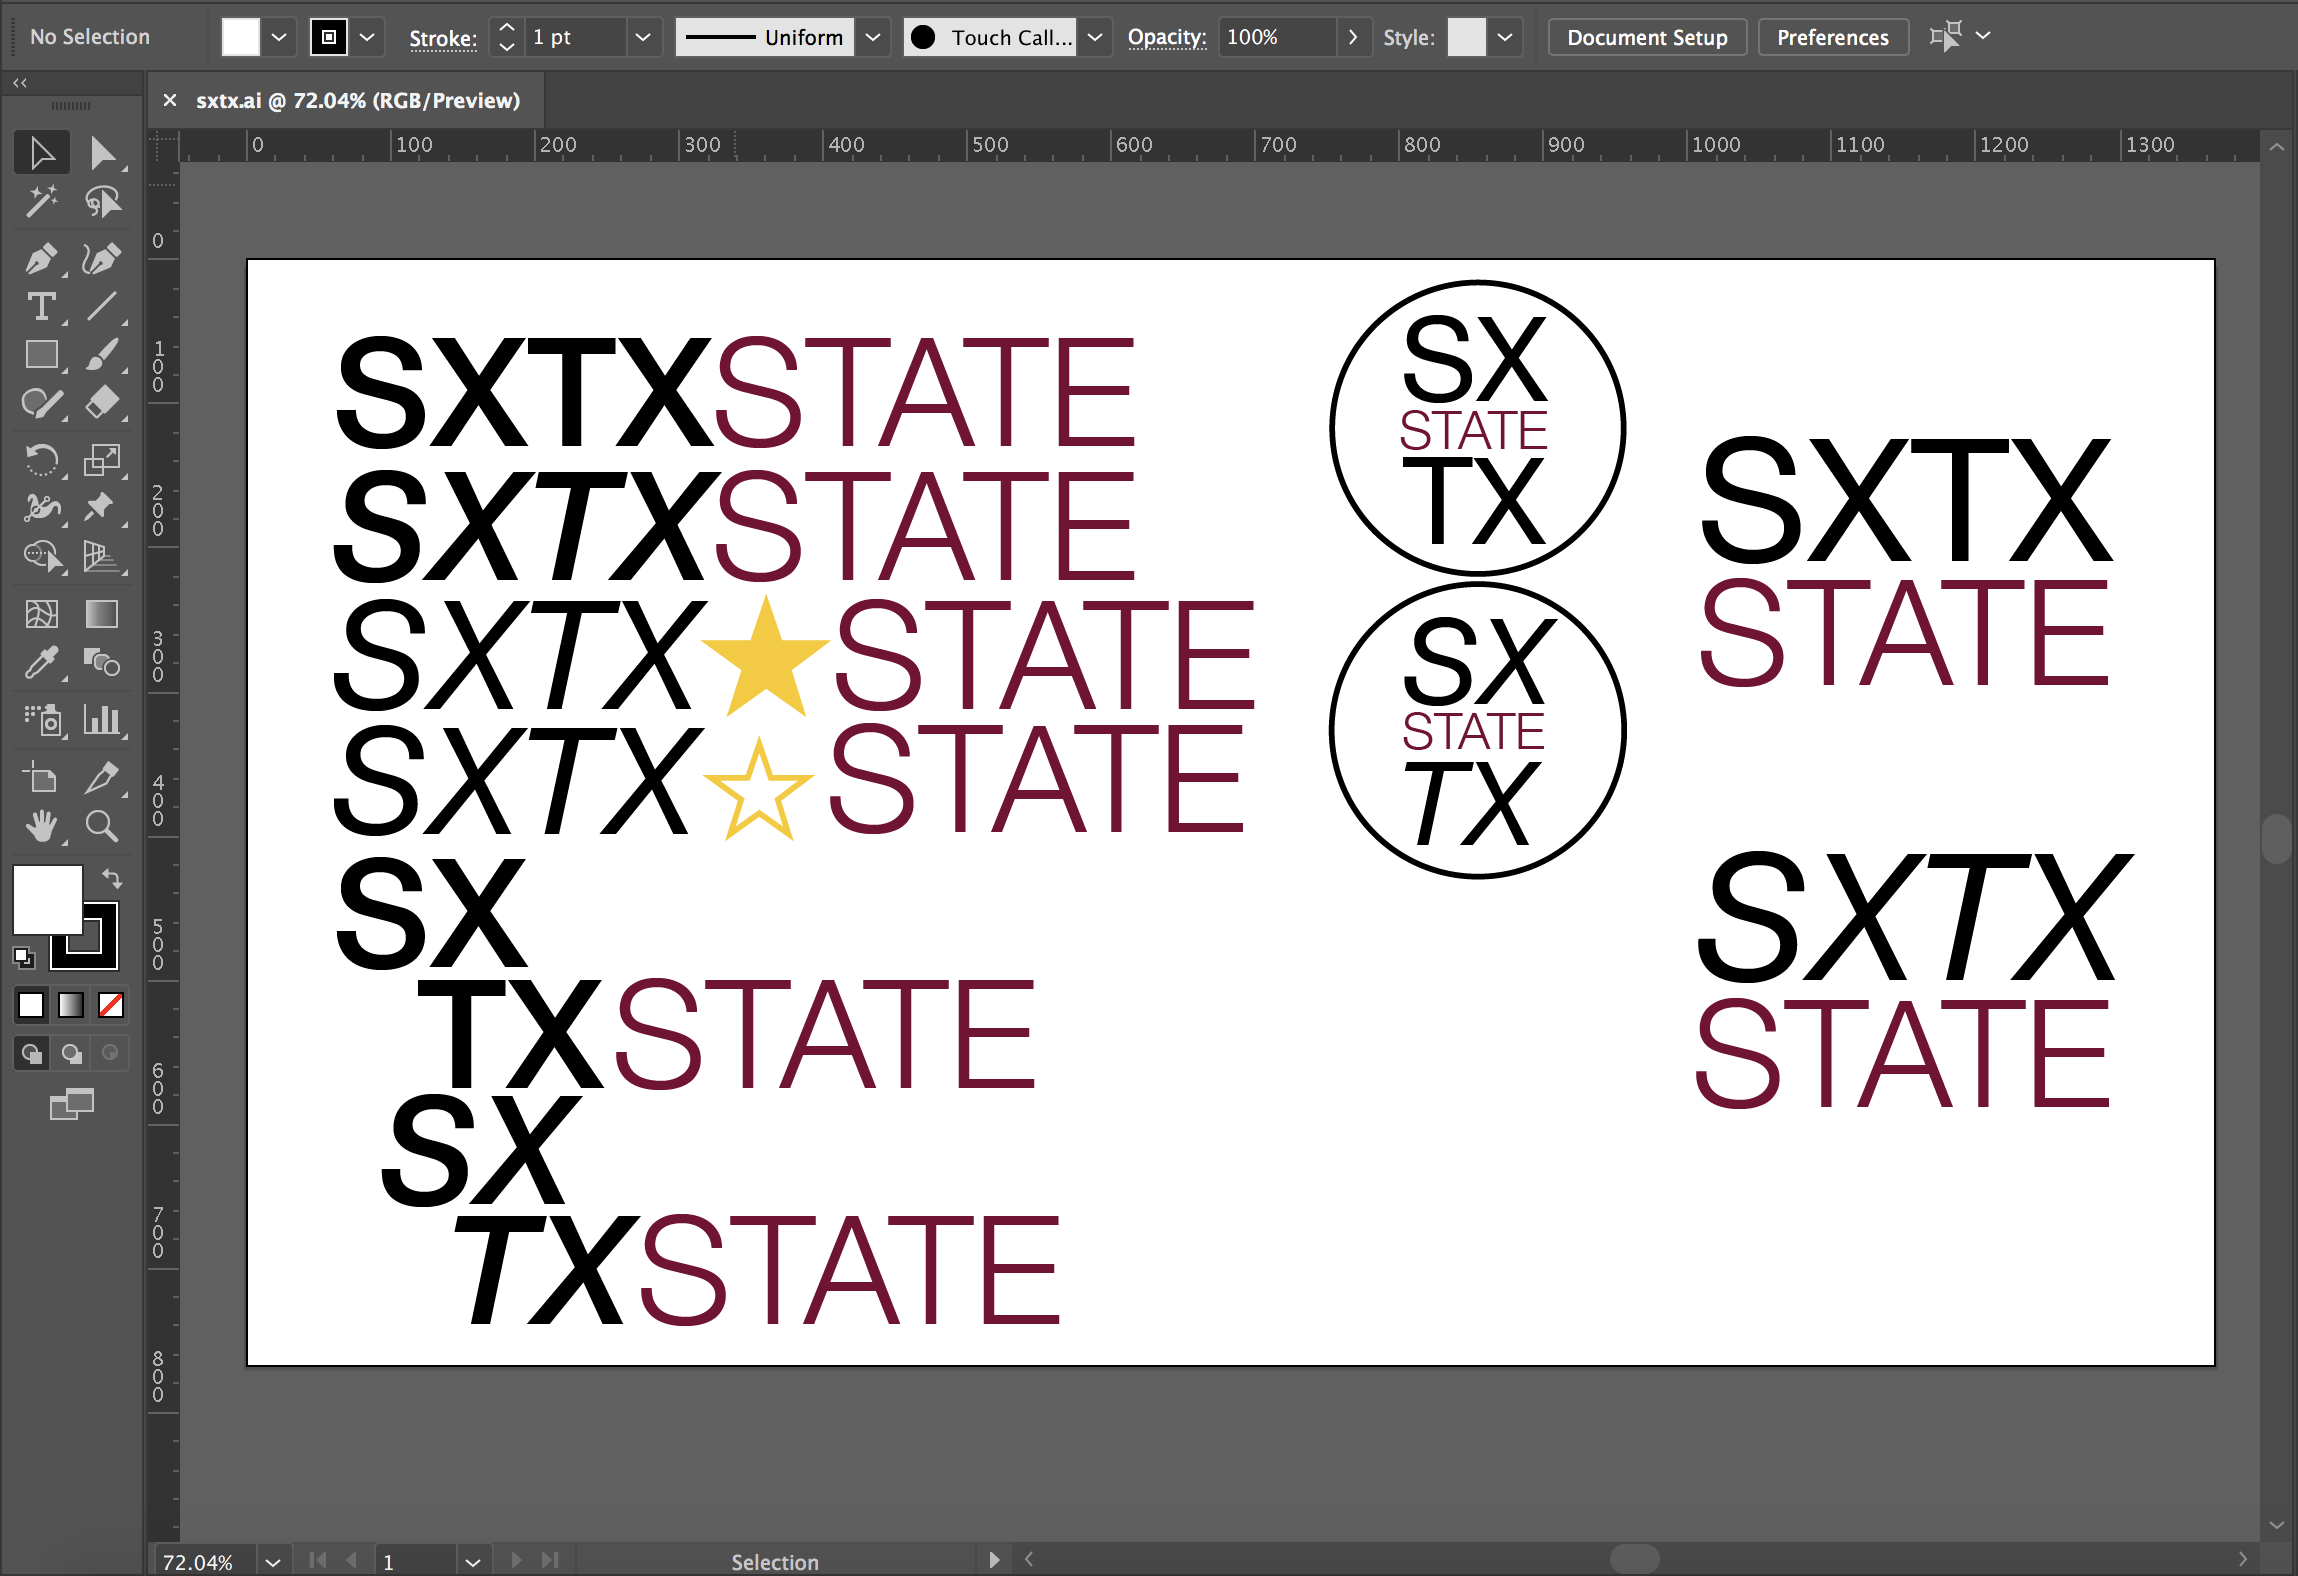 No Selection
Stroke: 1 pt
Uniform
Touch Call...
Opacity: 100%
Style:
Document Setup
Preferences
sxtx.ai @ 72.04% (RGB/Preview)
0 100 200 300 400 500 600 700 800 900 1000 1100 1200 1300
0
100
200
300
400
500
600
700
800
SXTXSTATE
SXTXSTATE
SXTX STATE
SXTX STATE
SX
TXSTATE
SX
TXSTATE
SX
STATE
TX
SX
STATE
TX
SXTX
STATE
SXTX
STATE
72.04%
1
Selection